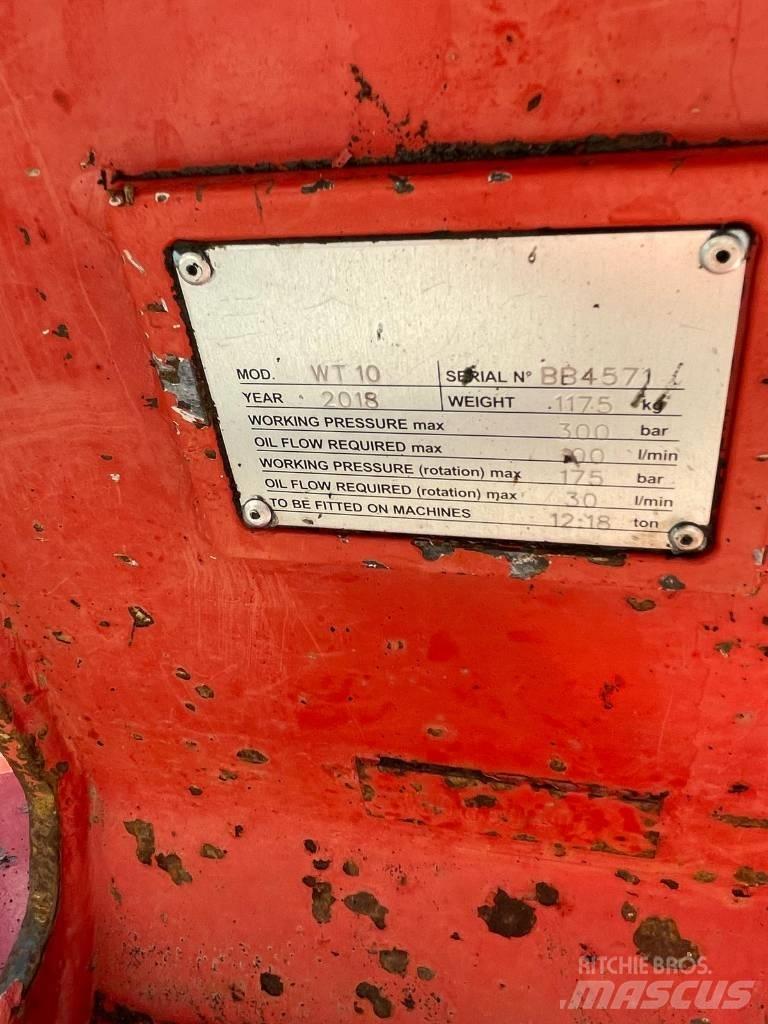 MOD. WT 10 SERIAL N° BB4571
YEAR 2018 WEIGHT 1175 kg
WORKING PRESSURE max 300 bar
OIL FLOW REQUIRED max l/min
WORKING PRESSURE (rotation) max 175 bar
OIL FLOW REQUIRED (rotation) max 30 l/min
TO BE FITTED ON MACHINES 12-18 ton
RITCHIE BROS.
MASCUS